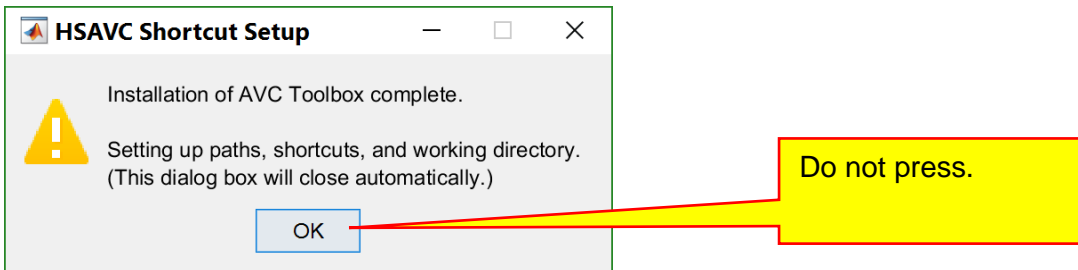 HSAVC Shortcut Setup
Installation of AVC Toolbox complete.
Setting up paths, shortcuts, and working directory.
(This dialog box will close automatically.)
OK
Do not press.